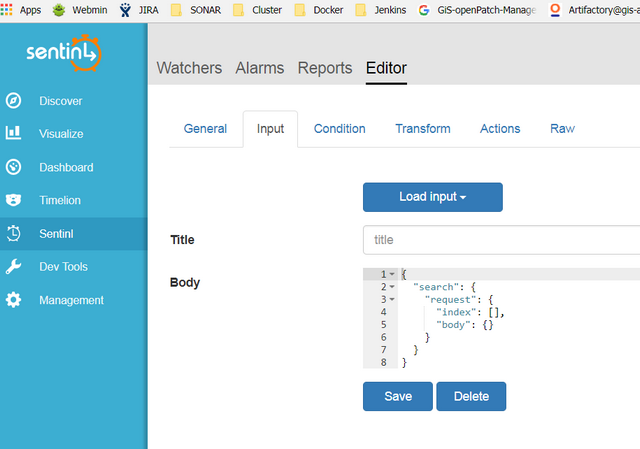 Apps Webmin JIRA SONAR Cluster Docker Jenkins GiS-openPatch-Manage Artifactory@gis-a
sentinl
Watchers Alarms Reports Editor
Discover
Visualize
Dashboard
Timelion
Sentinl
Dev Tools
Management
General Input Condition Transform Actions Raw
Load input
Title title
Body
1 {
2 "search": {
3 "request": {
4 "index": [],
5 "body": {}
6 }
7 }
8 }
Save Delete